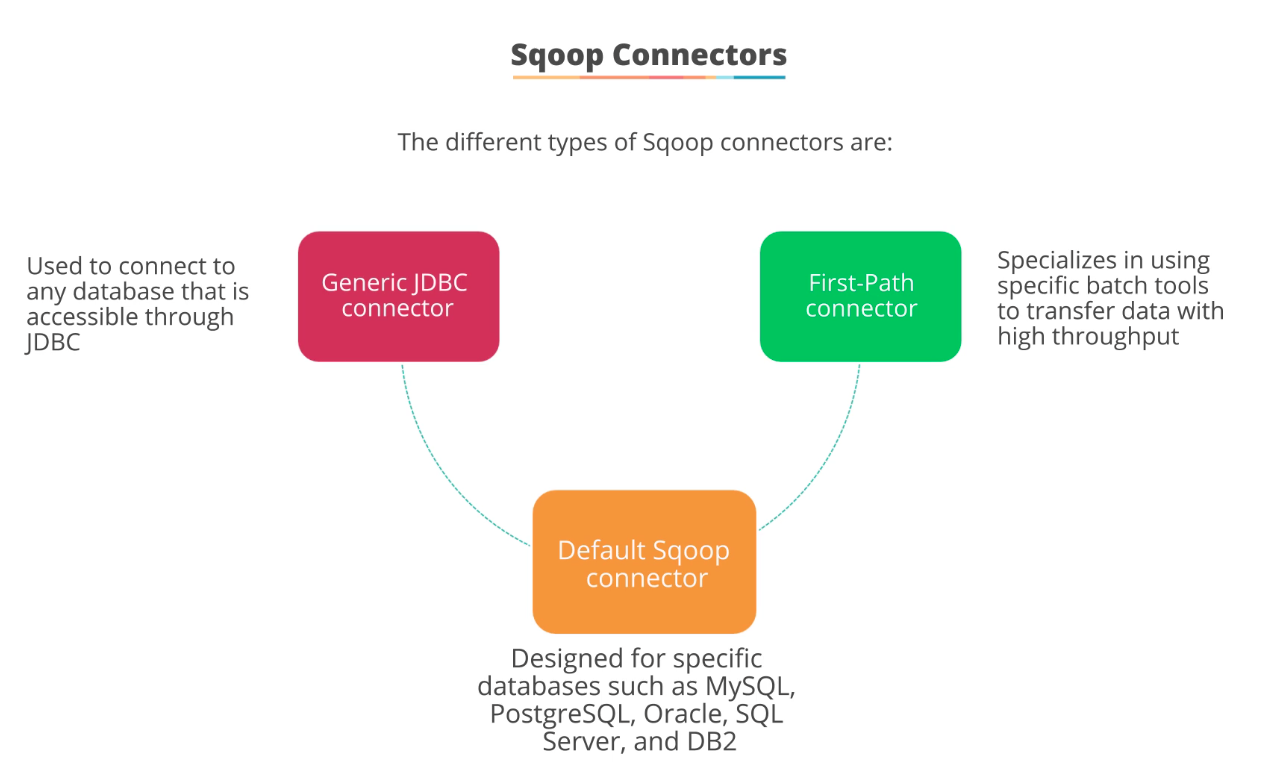 Sqoop Connectors
The different types of Sqoop connectors are:
Used to connect to
any database that is
accessible through
JDBC
Generic JDBC
connector
First-Path
connector
Specializes in using
specific batch tools
to transfer data with
high throughput
Default Sqoop
connector
Designed for specific
databases such as MySQL,
PostgreSQL, Oracle, SQL
Server, and DB2